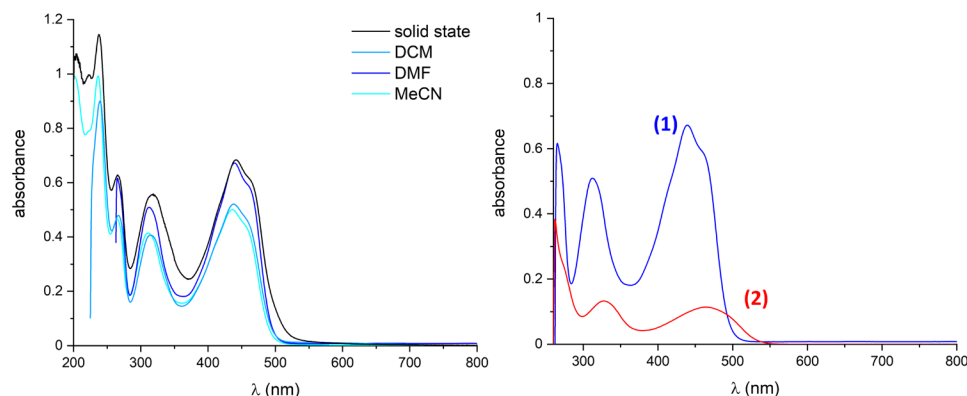 1.2
1
0.8
0.6
0.4
0.2
0
absorbance
200 300 400 500 600 700 800
λ (nm)
solid state
DCM
DMF
MeCN
1
0.8
0.6
0.4
0.2
0
absorbance
300 400 500 600 700 800
λ (nm)
(1)
(2)